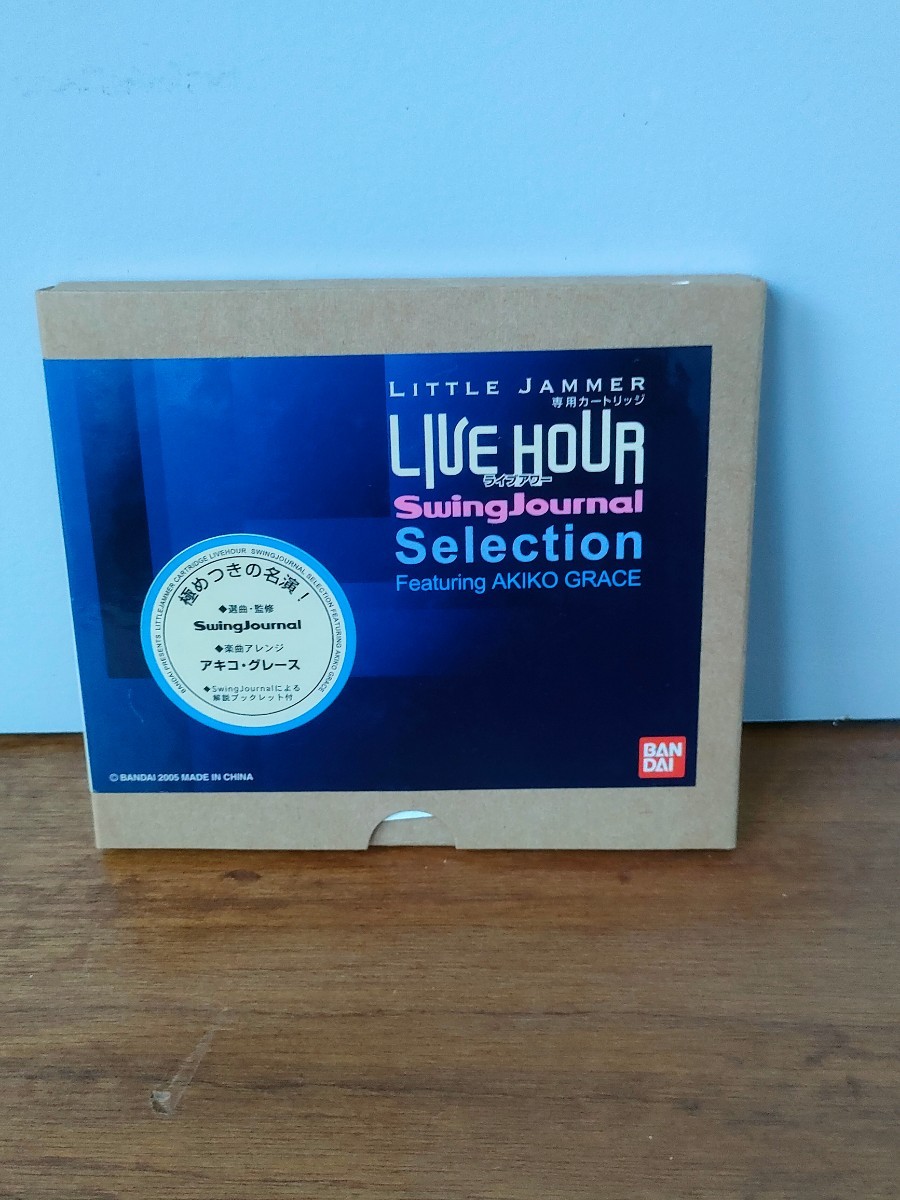 LITTLE JAMMER
専用カートリッジ
LIVE HOUR
ライブアワー
SwingJournal
Selection
Featuring AKIKO GRACE
BANDAI PRESENTS LITTLEJAMMER CARTRIDGE LIVEHOUR SWINGJOURNAL SELECTION FEATURING AKIKO GRACE
極めつきの名演!
◆選曲・監修
SwingJournal
◆楽曲アレンジ
アキコ・グレース
◆SwingJournalによる
解説ブックレット付
BAN
DAI
© BANDAI 2005 MADE IN CHINA